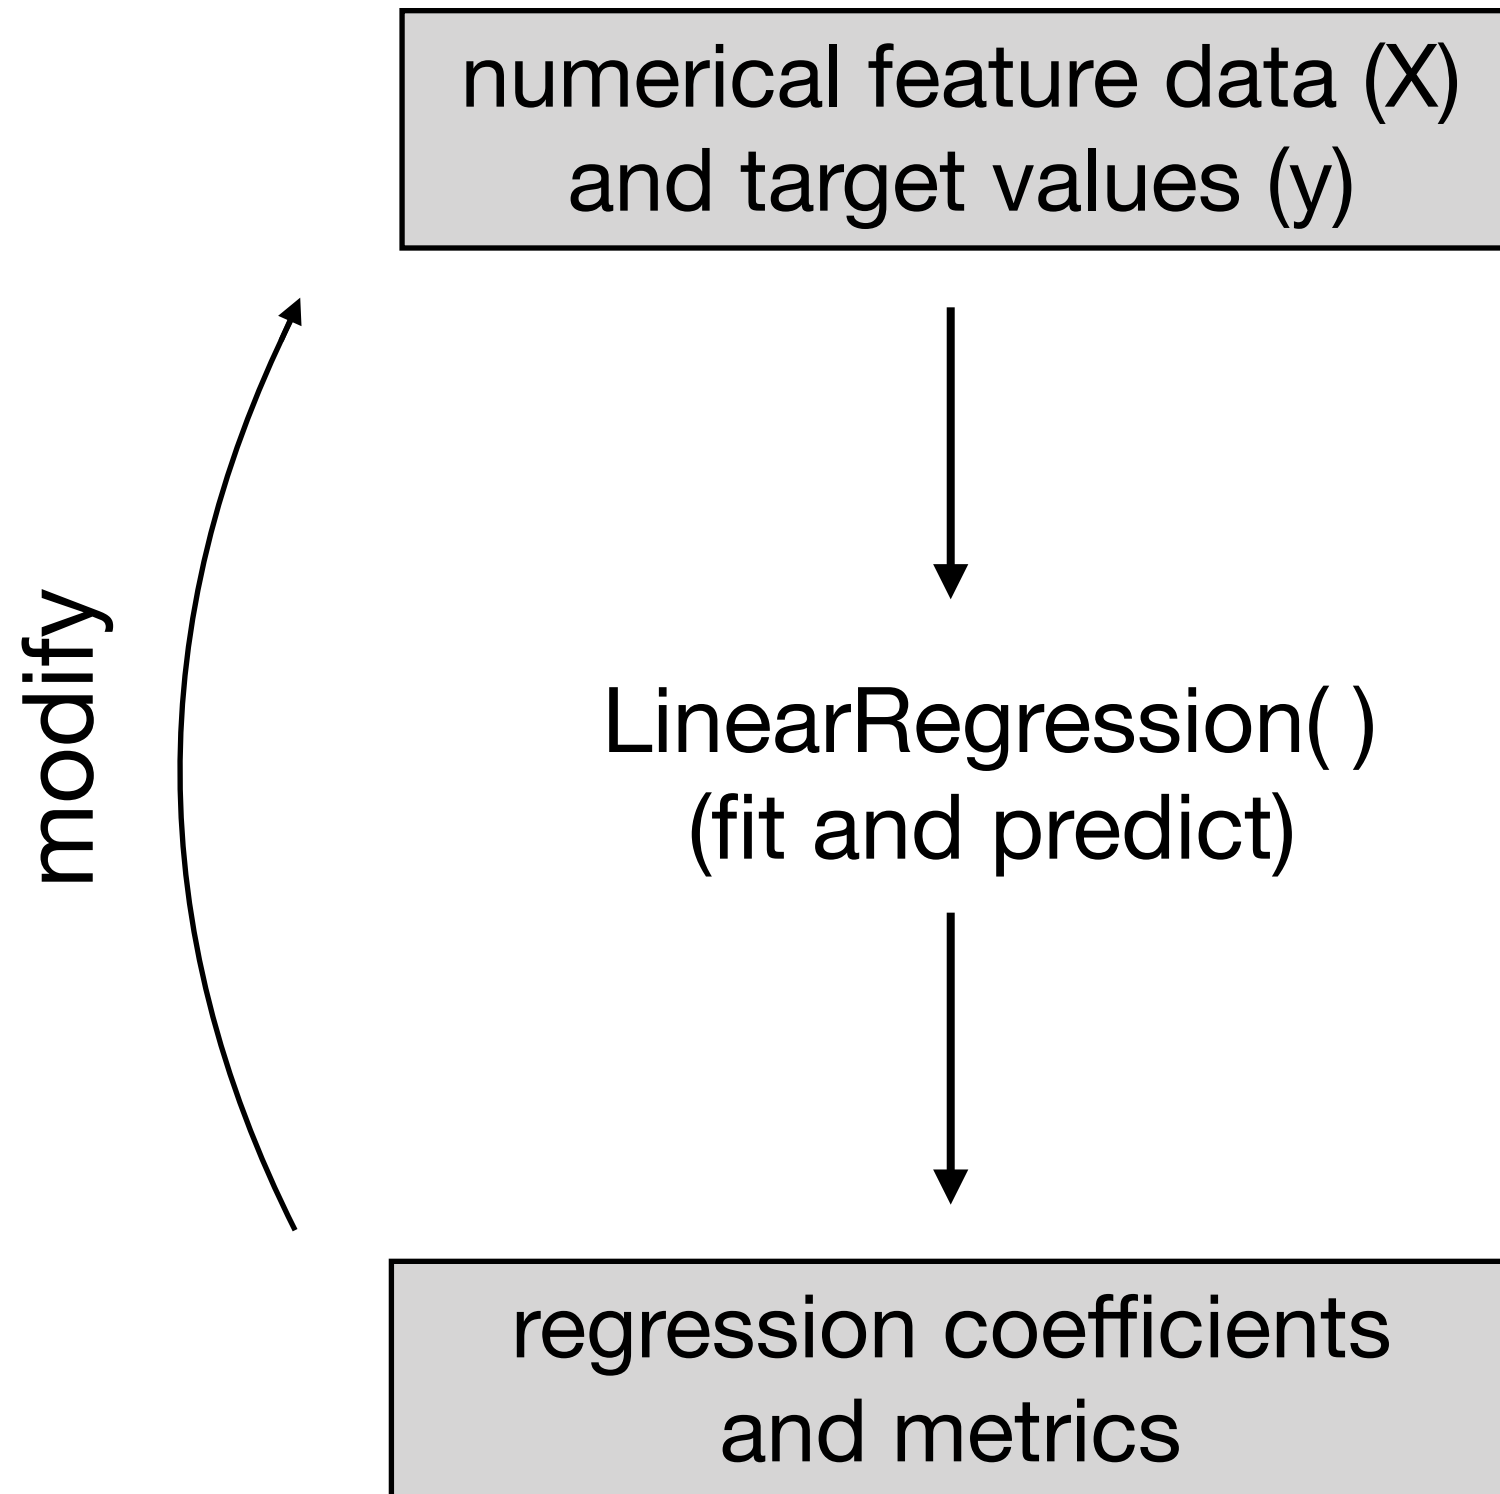 numerical feature data (X)
and target values (y)
modify
LinearRegression( )
(fit and predict)
regression coefficients
and metrics